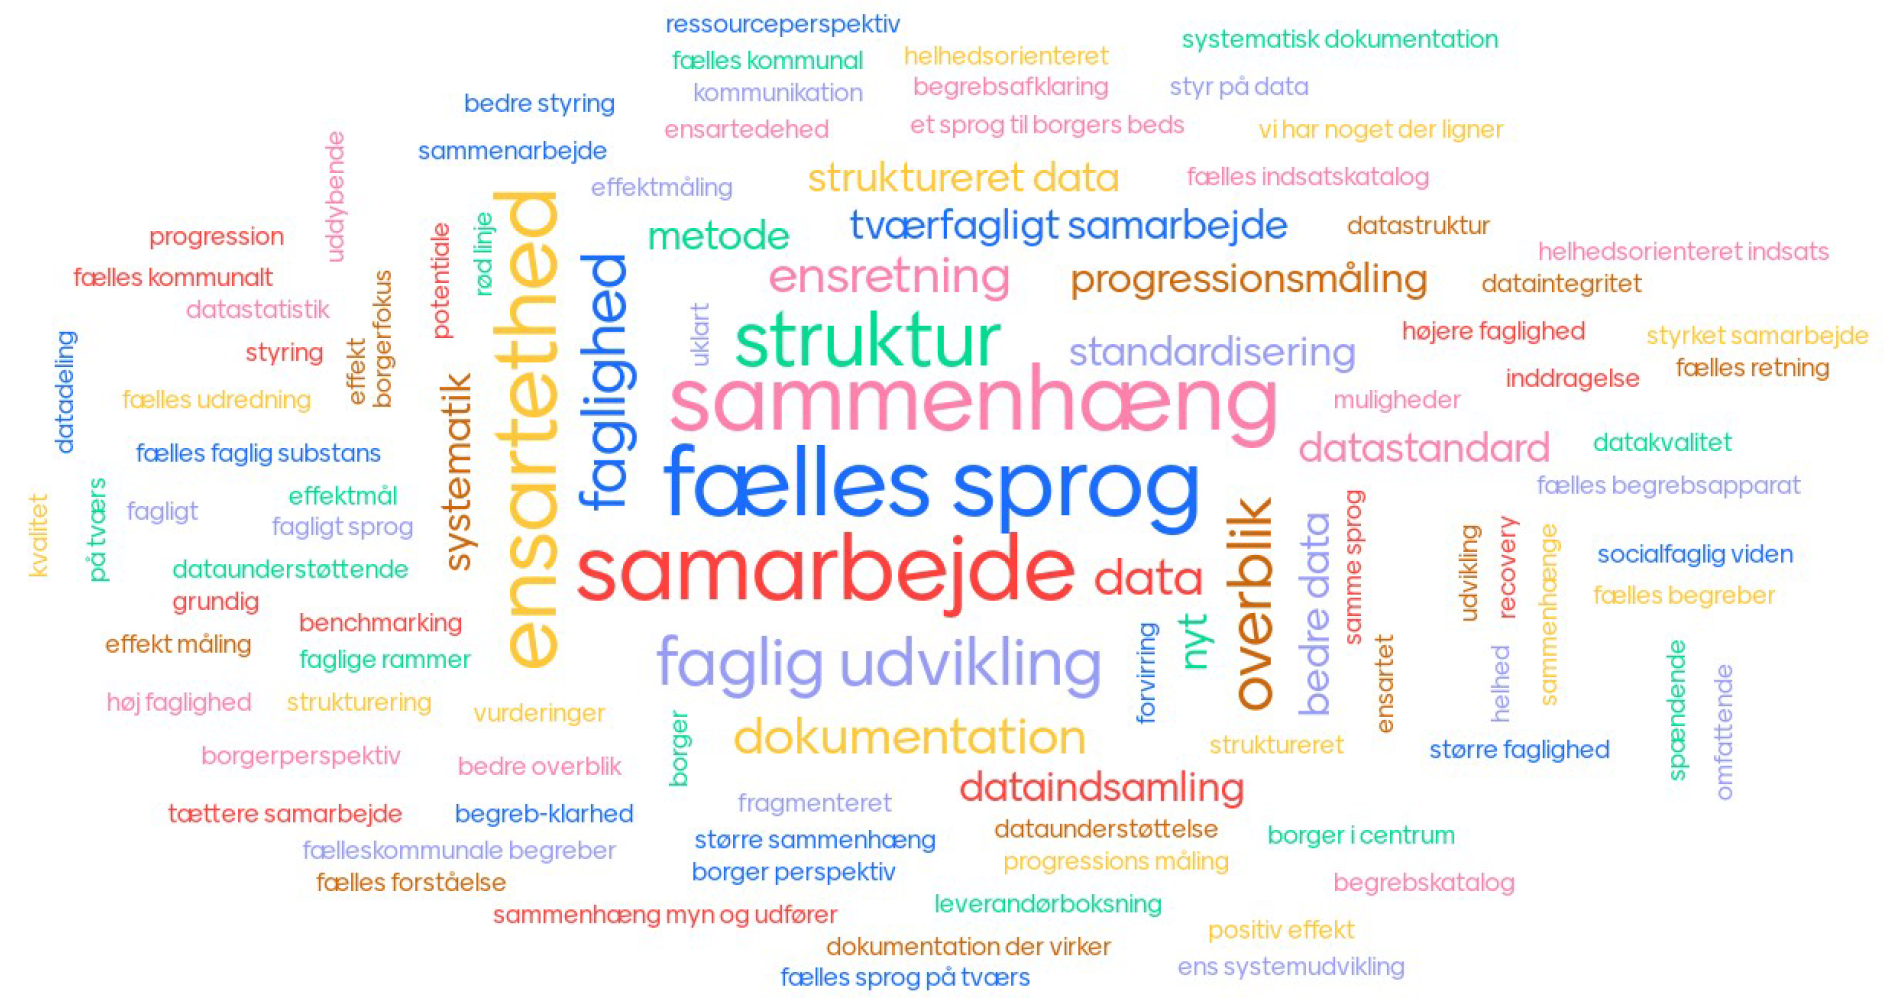 ressourceperspektiv
systematisk dokumentation
fælles kommunal
helhedsorienteret
kommunikation
begrebsafklaring
styr på data
bedre styring
ensartedehed
et sprog til borgers beds
vi har noget der ligner
sammenarbejde
uddybende
effektmåling
struktureret data
fælles indsatskatalog
progression
potentiale
rød linje
ensartethed
metode
tværfagligt samarbejde
datastruktur
fælles kommunalt
helhedsorienteret indsats
faglighed
ensretning
progressionsmåling
dataintegritet
datastatistik
borgerfokus
styring
effekt
uklart
struktur
standardisering
højere faglighed
styrket samarbejde
datadeling
fælles retning
inddragelse
fælles udredning
systematik
sammenhæng
muligheder
datastandard
datakvalitet
fælles faglig substans
fælles sprog
fælles begrebsapparat
kvalitet
på tværs
fagligt
effektmål
fagligt sprog
samarbejde
data
overblik
bedre data
samme sprog
udvikling
recovery
sammenhænge
socialfaglig viden
dataunderstøttende
grundig
fælles begreber
benchmarking
effekt måling
faglige rammer
faglig udvikling
forvirring
nyt
ensartet
helhed
spændende
omfattende
høj faglighed
strukturering
vurderinger
borger
dokumentation
struktureret
større faglighed
borgerperspektiv
bedre overblik
dataindsamling
tættere samarbejde
begreb-klarhed
fragmenteret
dataunderstøttelse
borger i centrum
større sammenhæng
fælleskommunale begreber
progressions måling
borger perspektiv
fælles forståelse
begrebskatalog
leverandørboksning
sammenhæng myn og udfører
positiv effekt
dokumentation der virker
ens systemudvikling
fælles sprog på tværs